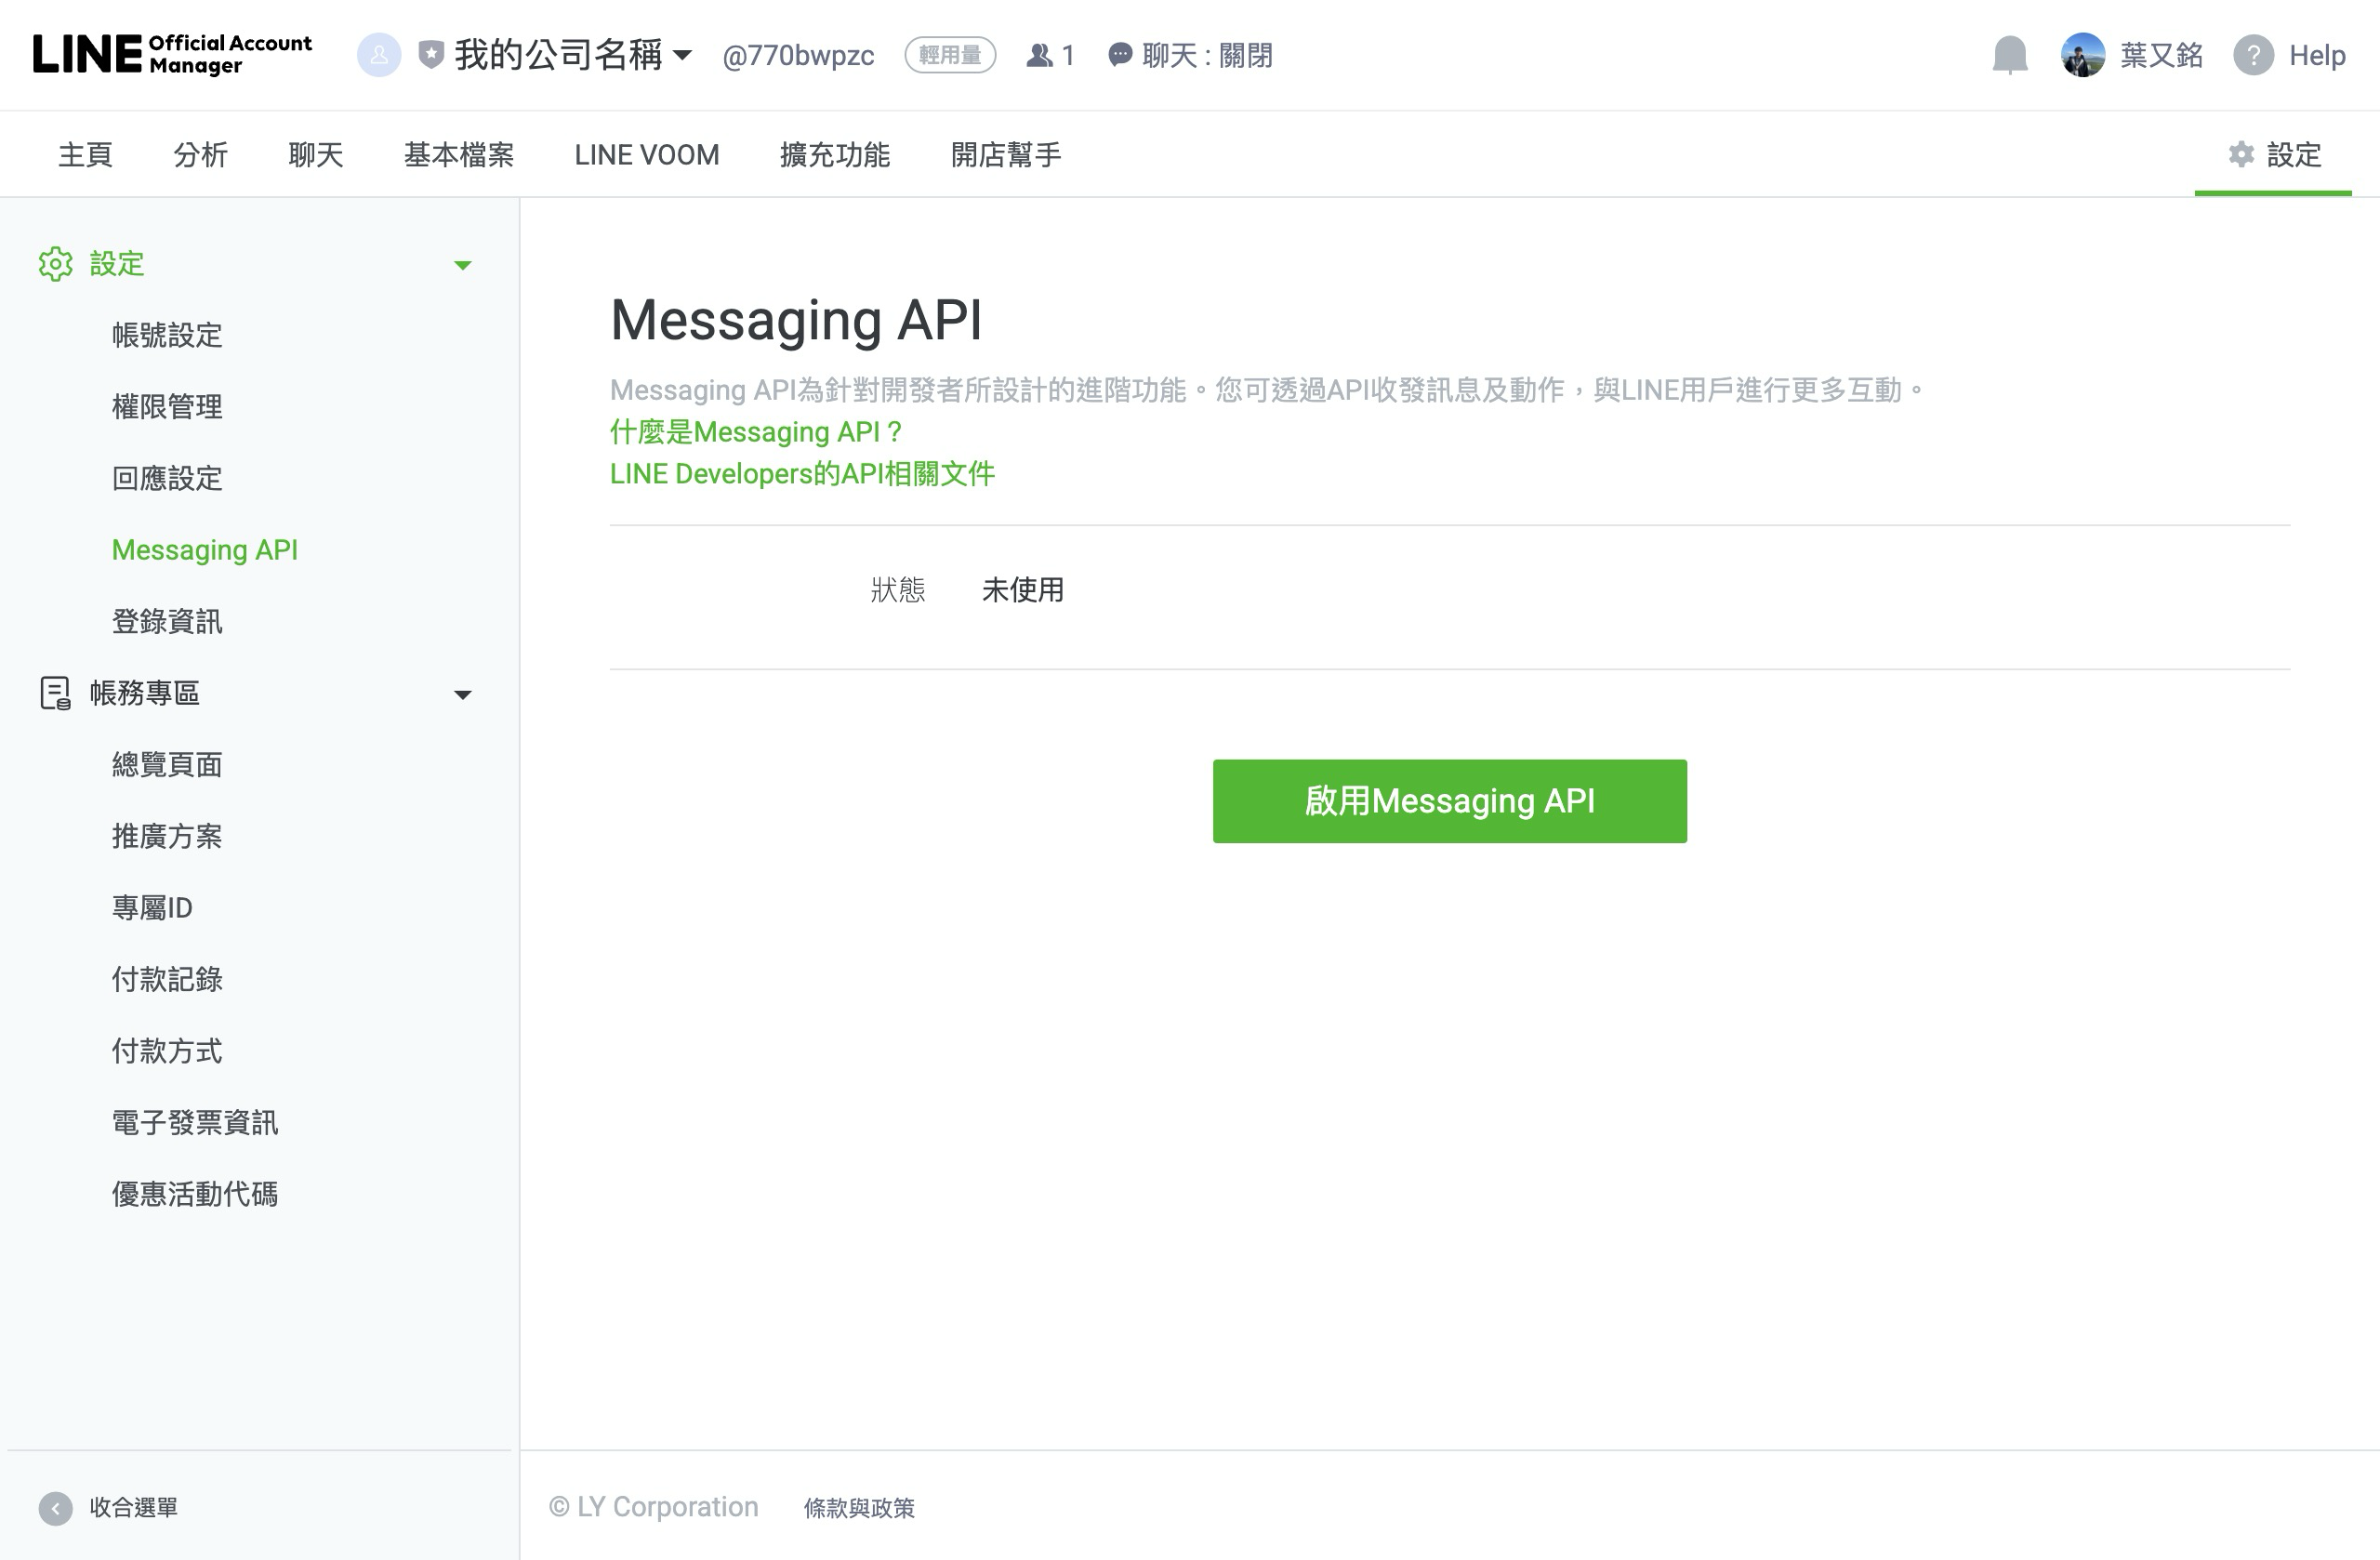 LINE Official Account Manager
我的公司名稱
@770bwpzc
輕用量
1
聊天 : 關閉
葉又銘
? Help
主頁
分析
聊天
基本檔案
LINE VOOM
擴充功能
開店幫手
設定
設定
帳號設定
權限管理
回應設定
Messaging API
登錄資訊
帳務專區
總覽頁面
推廣方案
專屬ID
付款記錄
付款方式
電子發票資訊
優惠活動代碼
收合選單
Messaging API
Messaging API為針對開發者所設計的進階功能。您可透過API收發訊息及動作，與LINE用戶進行更多互動。
什麼是Messaging API？
LINE Developers的API相關文件
狀態 未使用
啟用Messaging API
© LY Corporation
條款與政策